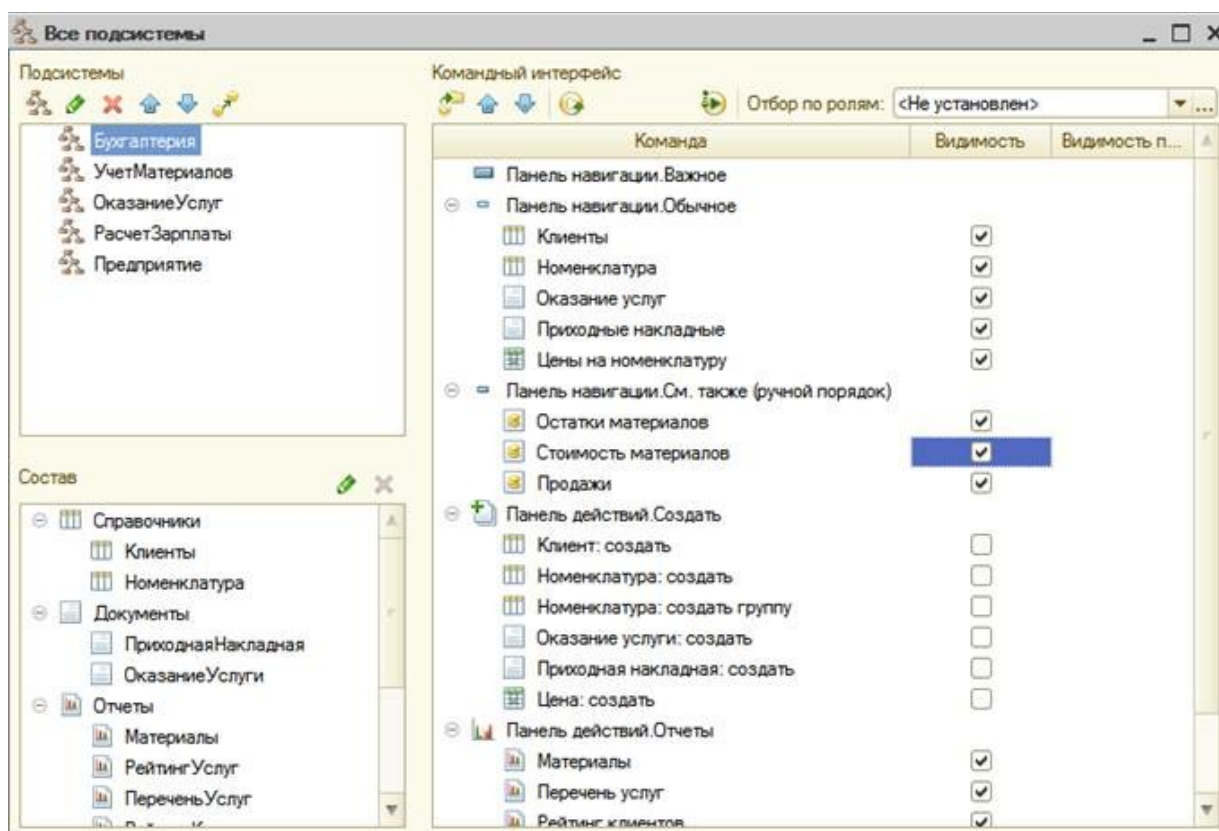 Все подсистемы
Подсистемы
Бухгалтерия
УчетМатериалов
ОказаниеУслуг
РасчетЗарплаты
Предприятие
Состав
Справочники
Клиенты
Номенклатура
Документы
ПриходнаяНакладная
ОказаниеУслуги
Отчеты
Материалы
РейтингУслуг
ПереченьУслуг
Командный интерфейс
Отбор по ролям: <Не установлен>
Команда Видимость Видимость п...
Панель навигации.Важное
Панель навигации.Обычное
Клиенты
Номенклатура
Оказание услуг
Приходные накладные
Цены на номенклатуру
Панель навигации.См. также (ручной порядок)
Остатки материалов
Стоимость материалов
Продажи
Панель действий.Создать
Клиент: создать
Номенклатура: создать
Номенклатура: создать группу
Оказание услуги: создать
Приходная накладная: создать
Цена: создать
Панель действий.Отчеты
Материалы
Перечень услуг
Рейтинг клиентов